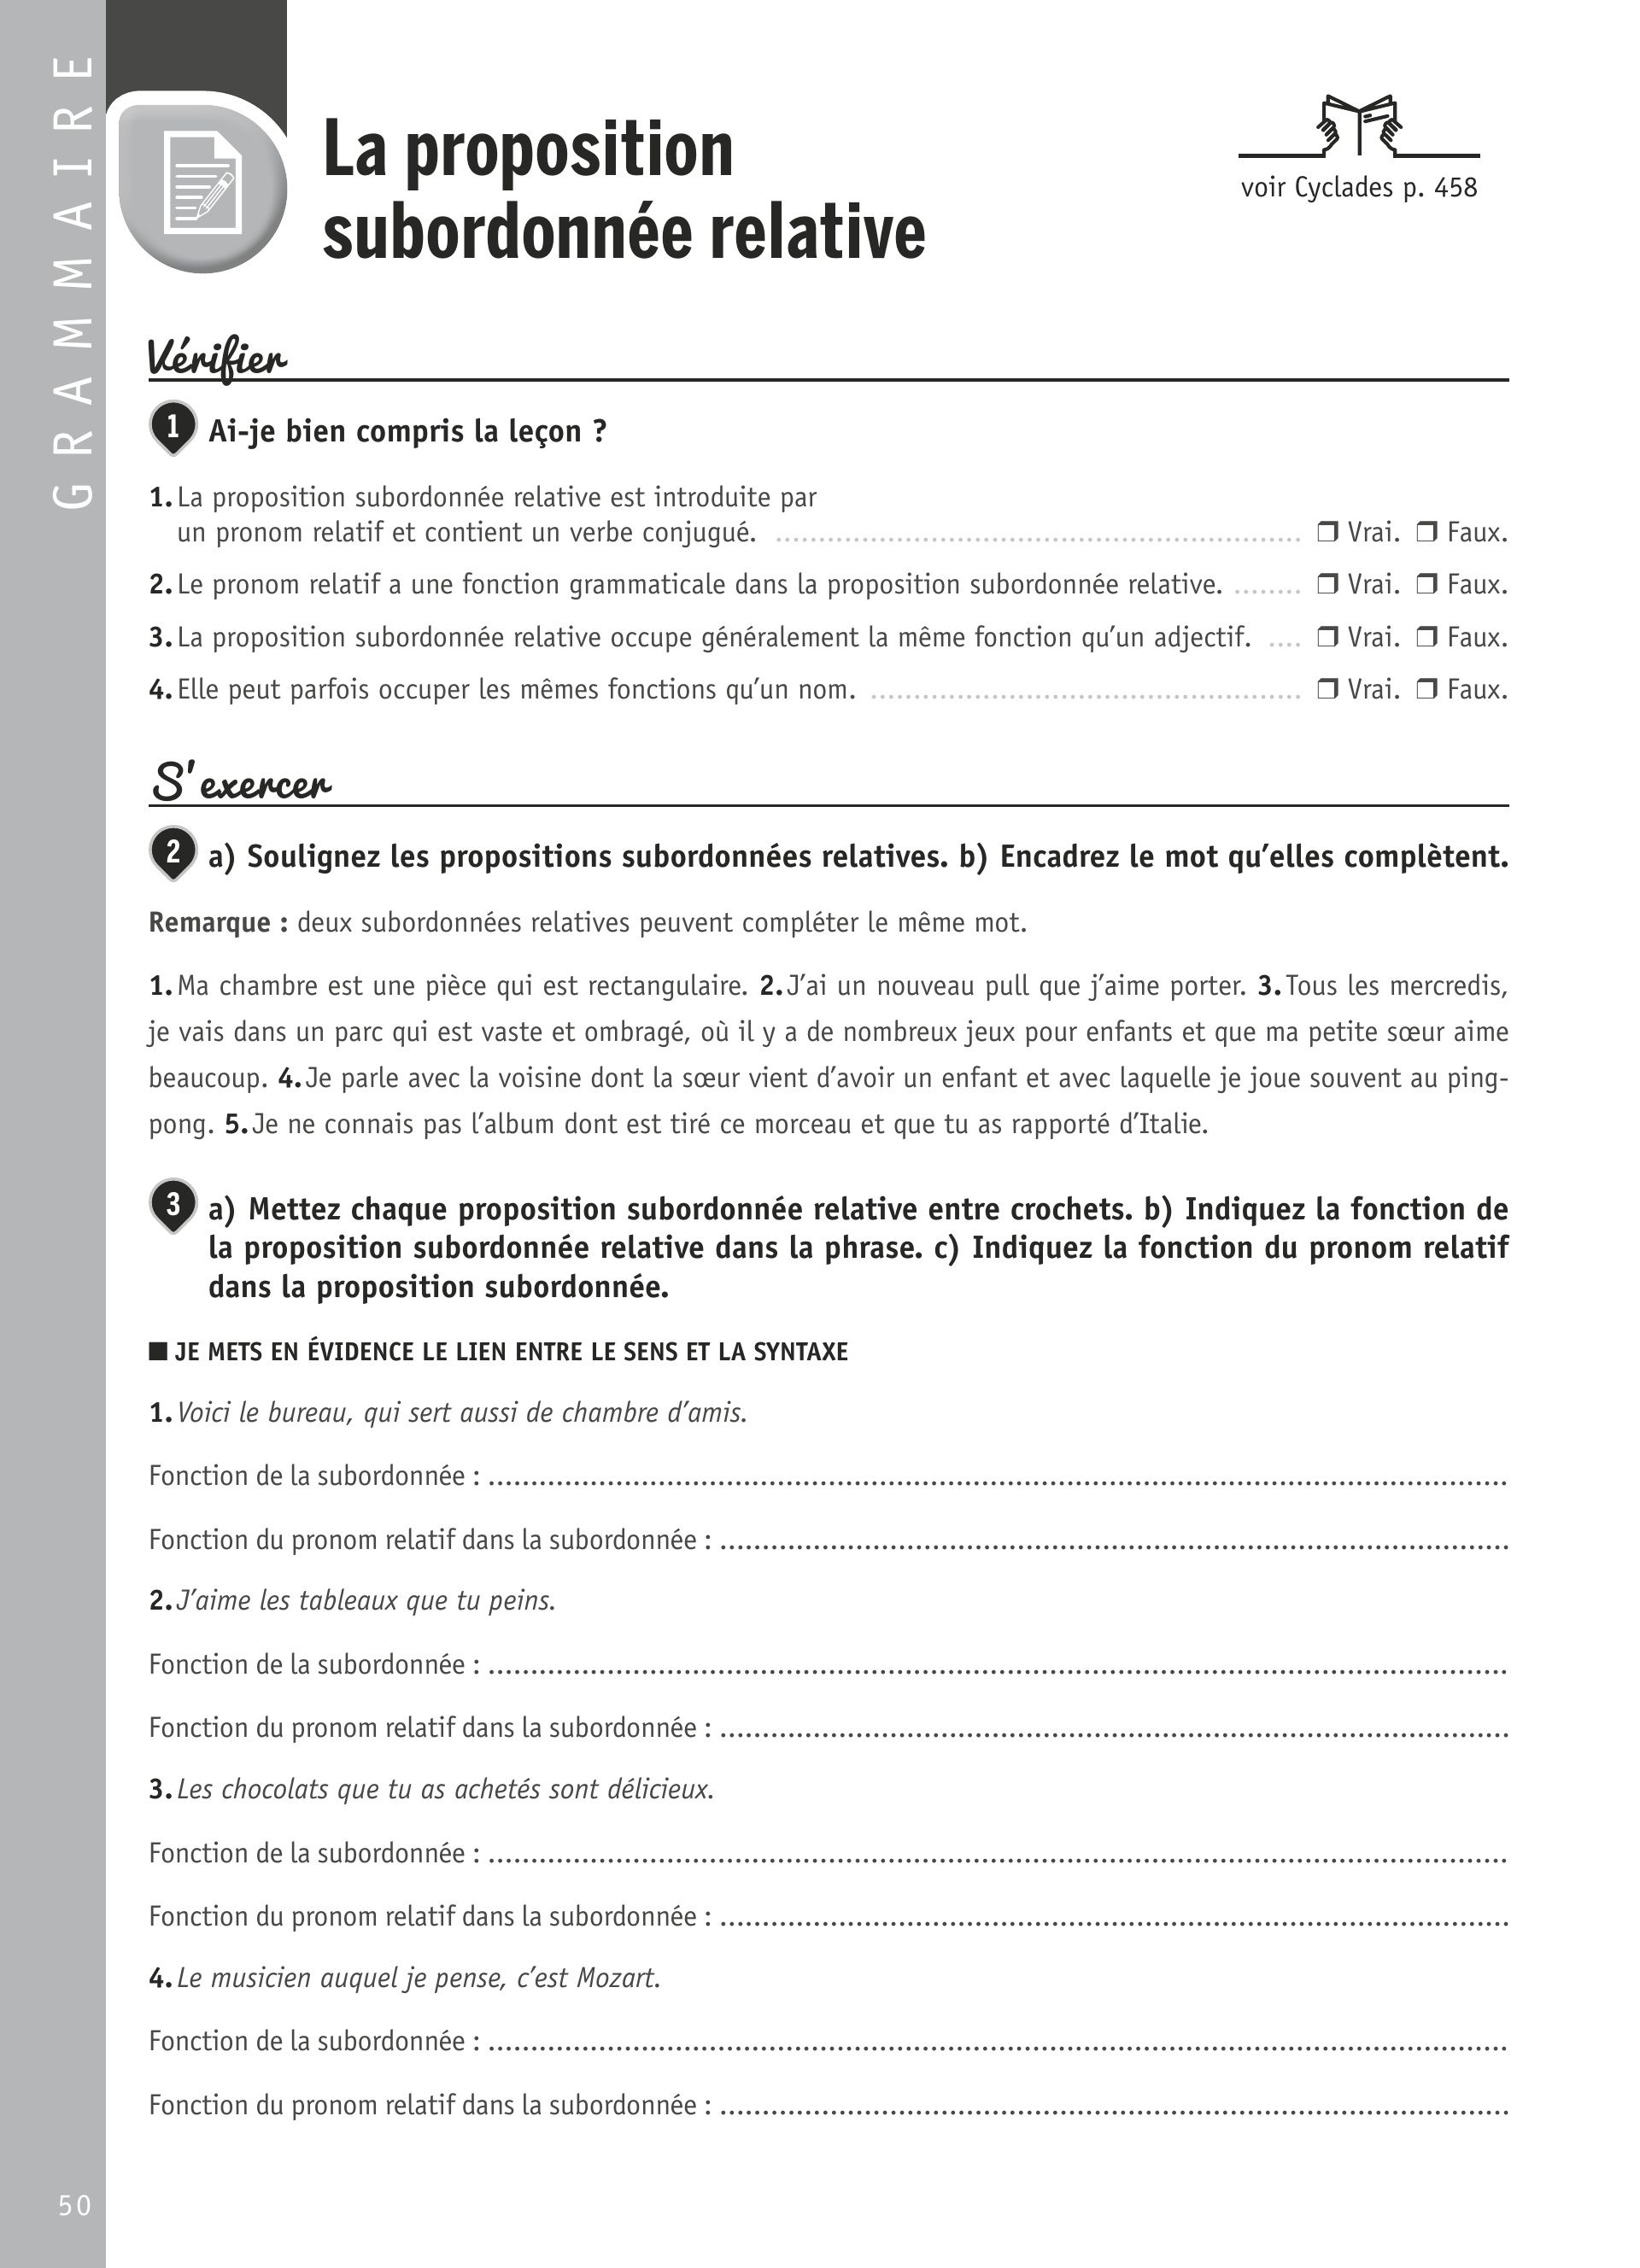 GRAMMAIRE
La proposition
subordonnée relative
voir Cyclades p. 458
Vérifier
1 Ai-je bien compris la leçon ?
1. La proposition subordonnée relative est introduite par
un pronom relatif et contient un verbe conjugué. ............................................................ ❒ Vrai. ❒ Faux.
2. Le pronom relatif a une fonction grammaticale dans la proposition subordonnée relative. ........ ❒ Vrai. ❒ Faux.
3. La proposition subordonnée relative occupe généralement la même fonction qu’un adjectif. .... ❒ Vrai. ❒ Faux.
4. Elle peut parfois occuper les mêmes fonctions qu’un nom. .................................................. ❒ Vrai. ❒ Faux.
S’exercer
2 a) Soulignez les propositions subordonnées relatives. b) Encadrez le mot qu’elles complètent.
Remarque : deux subordonnées relatives peuvent compléter le même mot.
1. Ma chambre est une pièce qui est rectangulaire. 2. J’ai un nouveau pull que j’aime porter. 3. Tous les mercredis,
je vais dans un parc qui est vaste et ombragé, où il y a de nombreux jeux pour enfants et que ma petite sœur aime
beaucoup. 4. Je parle avec la voisine dont la sœur vient d’avoir un enfant et avec laquelle je joue souvent au ping-
pong. 5. Je ne connais pas l’album dont est tiré ce morceau et que tu as rapporté d’Italie.
3 a) Mettez chaque proposition subordonnée relative entre crochets. b) Indiquez la fonction de
la proposition subordonnée relative dans la phrase. c) Indiquez la fonction du pronom relatif
dans la proposition subordonnée.
■ JE METS EN ÉVIDENCE LE LIEN ENTRE LE SENS ET LA SYNTAXE
1. Voici le bureau, qui sert aussi de chambre d’amis.
Fonction de la subordonnée : ................................................................................
Fonction du pronom relatif dans la subordonnée : ............................................................
2. J’aime les tableaux que tu peins.
Fonction de la subordonnée : ................................................................................
Fonction du pronom relatif dans la subordonnée : ............................................................
3. Les chocolats que tu as achetés sont délicieux.
Fonction de la subordonnée : ................................................................................
Fonction du pronom relatif dans la subordonnée : ............................................................
4. Le musicien auquel je pense, c’est Mozart.
Fonction de la subordonnée : ................................................................................
Fonction du pronom relatif dans la subordonnée : ............................................................
50